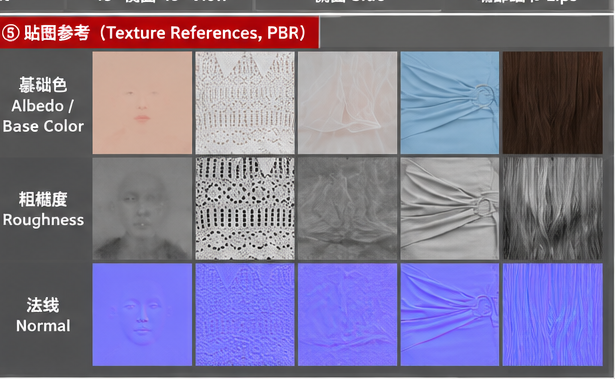 ⑤ 贴图参考（Texture References, PBR）
基础色
Albedo /
Base Color
粗糙度
Roughness
法线
Normal